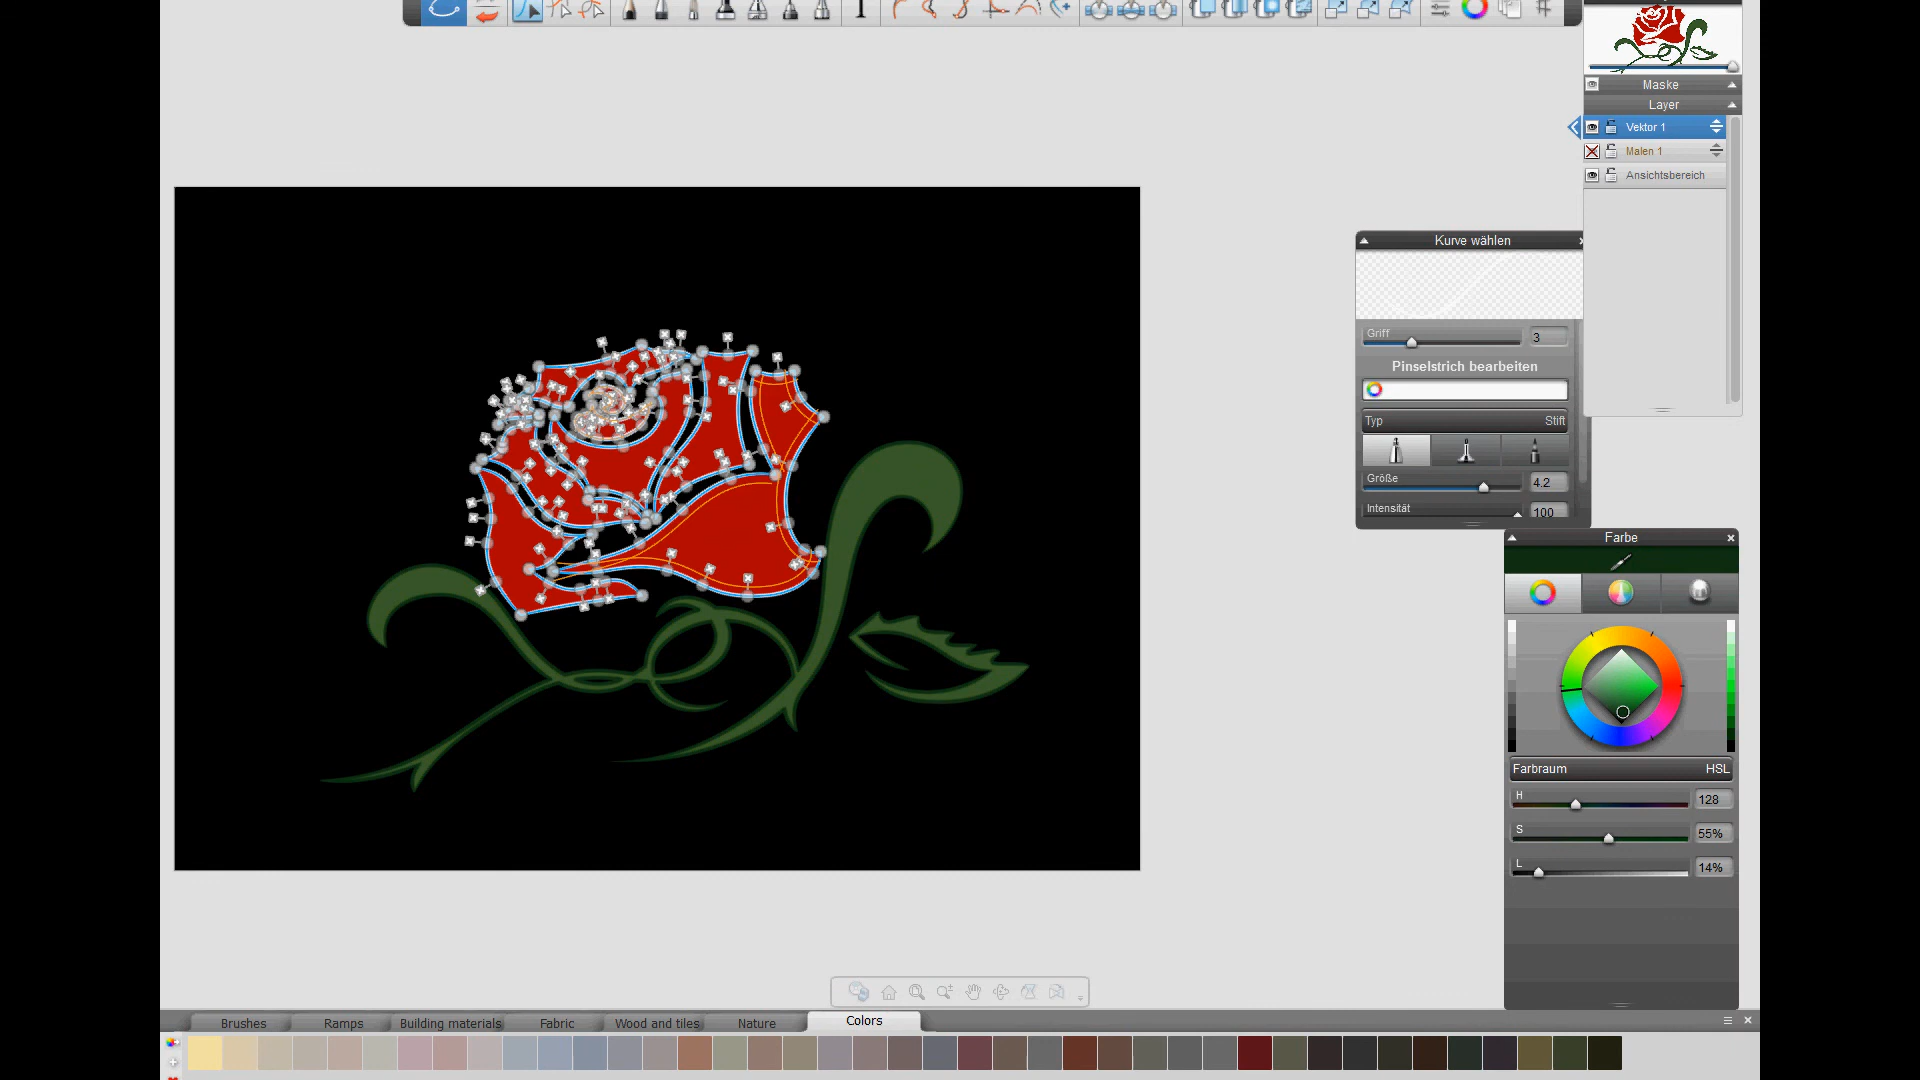 Maske
Layer
Vektor 1
Malen 1
Ansichtsbereich
Kurve wählen
Griff
3
Pinselstrich bearbeiten
Typ Stift
Größe
4.2
Intensität
100
Farbe
Farbraum HSL
H
128
S
55%
L
14%
Brushes Ramps Building materials Fabric Wood and tiles Nature Colors